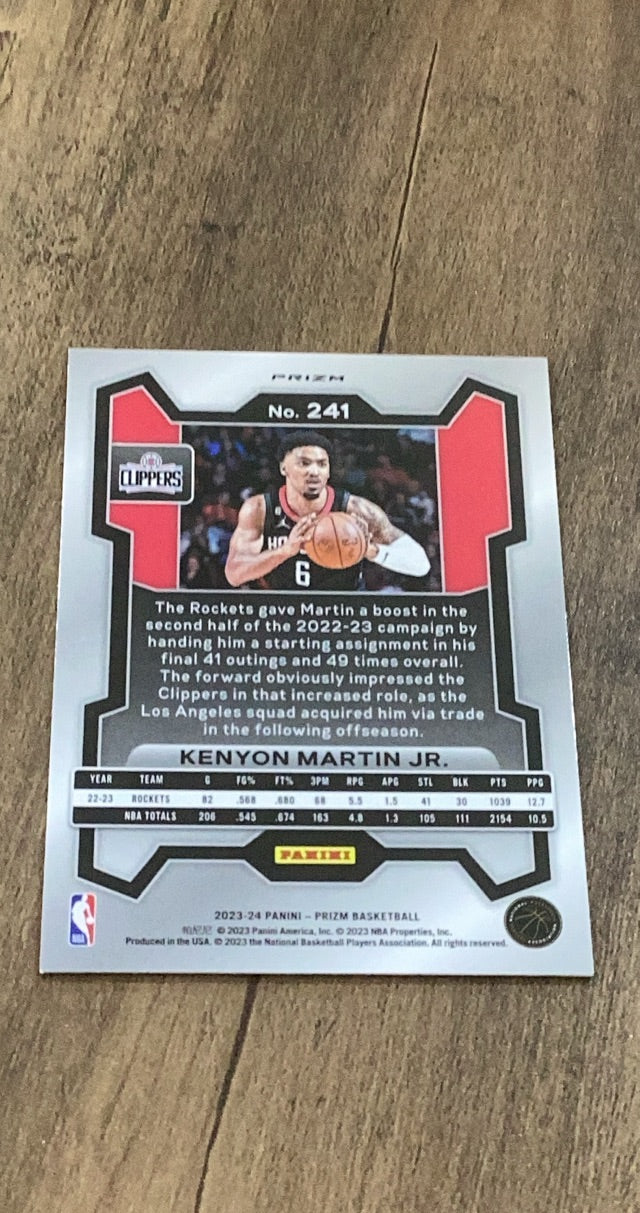 PRIZM
No. 241
CLIPPERS
6
The Rockets gave Martin a boost in the
second half of the 2022-23 campaign by
handing him a starting assignment in his
final 41 outings and 49 times overall.
The forward obviously impressed the
Clippers in that increased role, as the
Los Angeles squad acquired him via trade
in the following offseason.
KENYON MARTIN JR.
YEAR TEAM G FG% FT% 3PM RPG APG STL BLK PTS PPG
22-23 ROCKETS 82 .568 .680 68 5.5 1.5 41 30 1039 12.7
NBA TOTALS 206 .545 .674 163 4.8 1.3 105 111 2154 10.5
PANINI
2023-24 PANINI – PRIZM BASKETBALL
© 2023 Panini America, Inc. © 2023 NBA Properties, Inc.
Produced in the USA. © 2023 the National Basketball Players Association. All rights reserved.
NBA